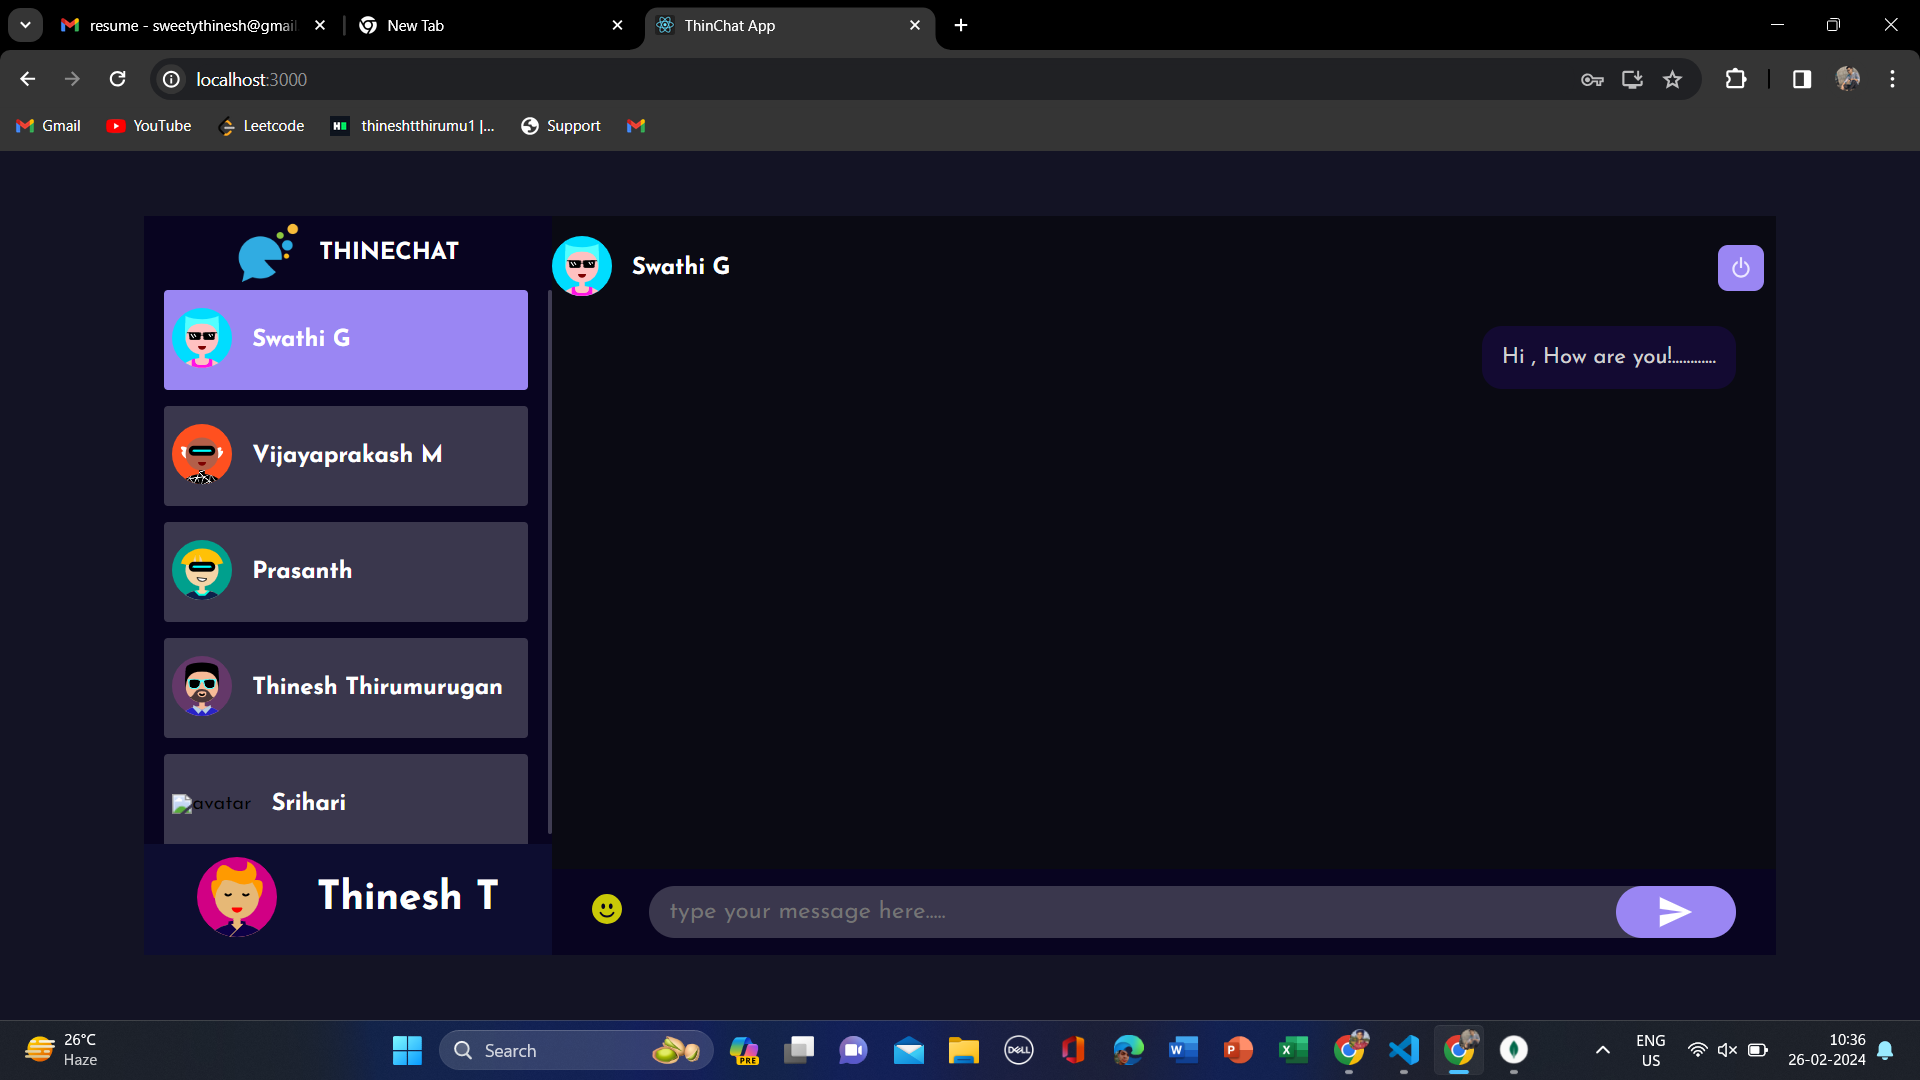 resume - sweetythinesh@gmail
New Tab
ThinChat App
localhost:3000
Gmail
YouTube
Leetcode
thineshtthirumu1 |...
Support
THINECHAT
Swathi G
Swathi G
Hi , How are you!............
Vijayaprakash M
Prasanth
Thinesh Thirumurugan
avatar
Srihari
Thinesh T
type your message here.....
26°C
Haze
Search
PRE
DELL
ENG
US
10:36
26-02-2024